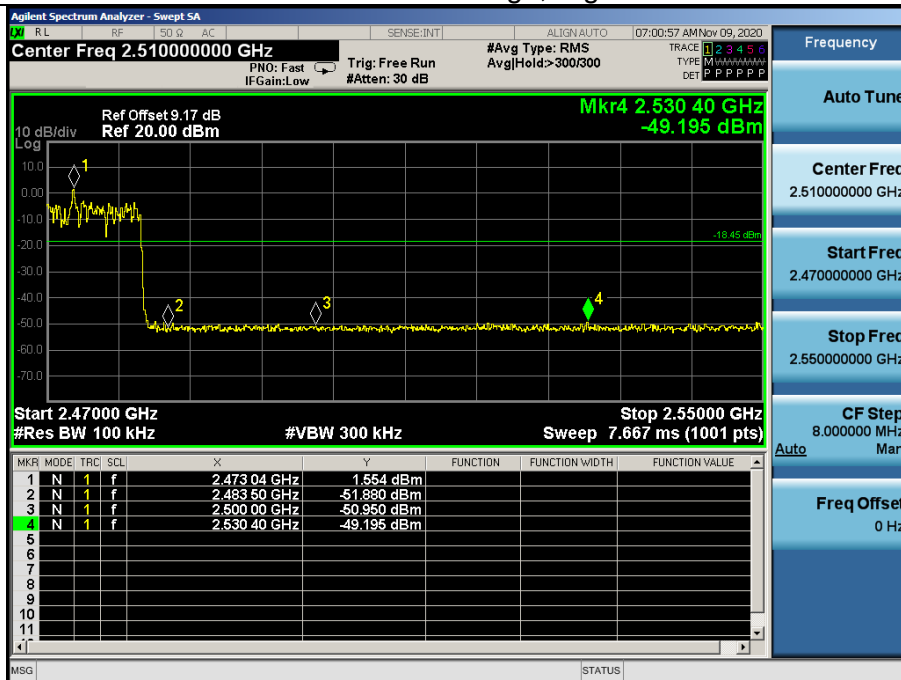 Agilent Spectrum Analyzer - Swept SA
LXI RL RF 50 Ω AC SENSE:INT ALIGN AUTO 07:00:57 AM Nov 09, 2020
Center Freq 2.510000000 GHz
PNO: Fast
IFGain:Low
Trig: Free Run
#Atten: 30 dB
#Avg Type: RMS
Avg|Hold:>300/300
TRACE 1 2 3 4 5 6
TYPE M WWWWW
DET P P P P P P
Mkr4 2.530 40 GHz
-49.195 dBm
Ref Offset 9.17 dB
10 dB/div Ref 20.00 dBm
Log
10.0
0.00
-10.0
-20.0
-30.0
-40.0
-50.0
-60.0
-70.0
1
2
3
4
-18.45 dBm
Start 2.47000 GHz Stop 2.55000 GHz
#Res BW 100 kHz #VBW 300 kHz Sweep 7.667 ms (1001 pts)
MKR MODE TRC SCL X Y FUNCTION FUNCTION WIDTH FUNCTION VALUE
1 N 1 f 2.473 04 GHz 1.554 dBm
2 N 1 f 2.483 50 GHz -51.880 dBm
3 N 1 f 2.500 00 GHz -50.950 dBm
4 N 1 f 2.530 40 GHz -49.195 dBm
5
6
7
8
9
10
11
MSG STATUS
Frequency
Auto Tune
Center Freq
2.510000000 GHz
Start Freq
2.470000000 GHz
Stop Freq
2.550000000 GHz
CF Step
8.000000 MHz
Auto Man
Freq Offset
0 Hz